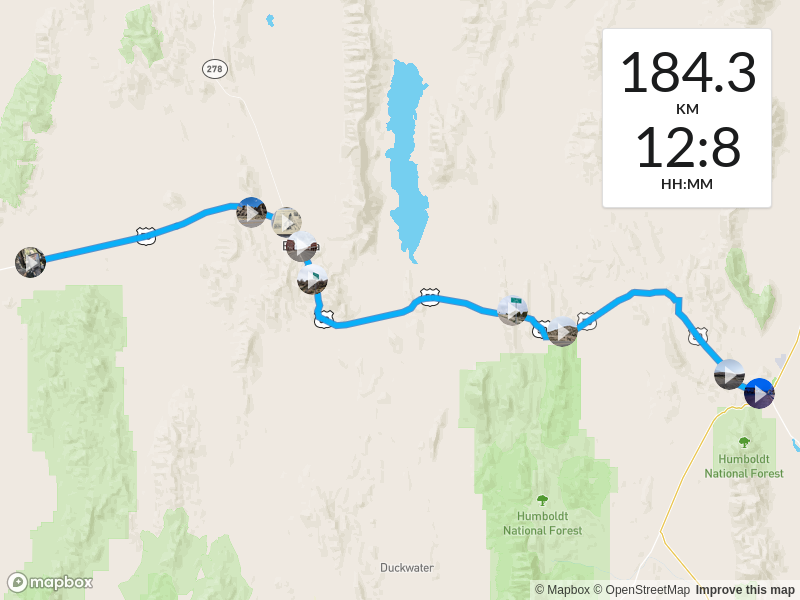 278
184.3
KM
12:8
HH:MM
Humboldt
National Forest
Humboldt
National Forest
Duckwater
mapbox
© Mapbox © OpenStreetMap Improve this map